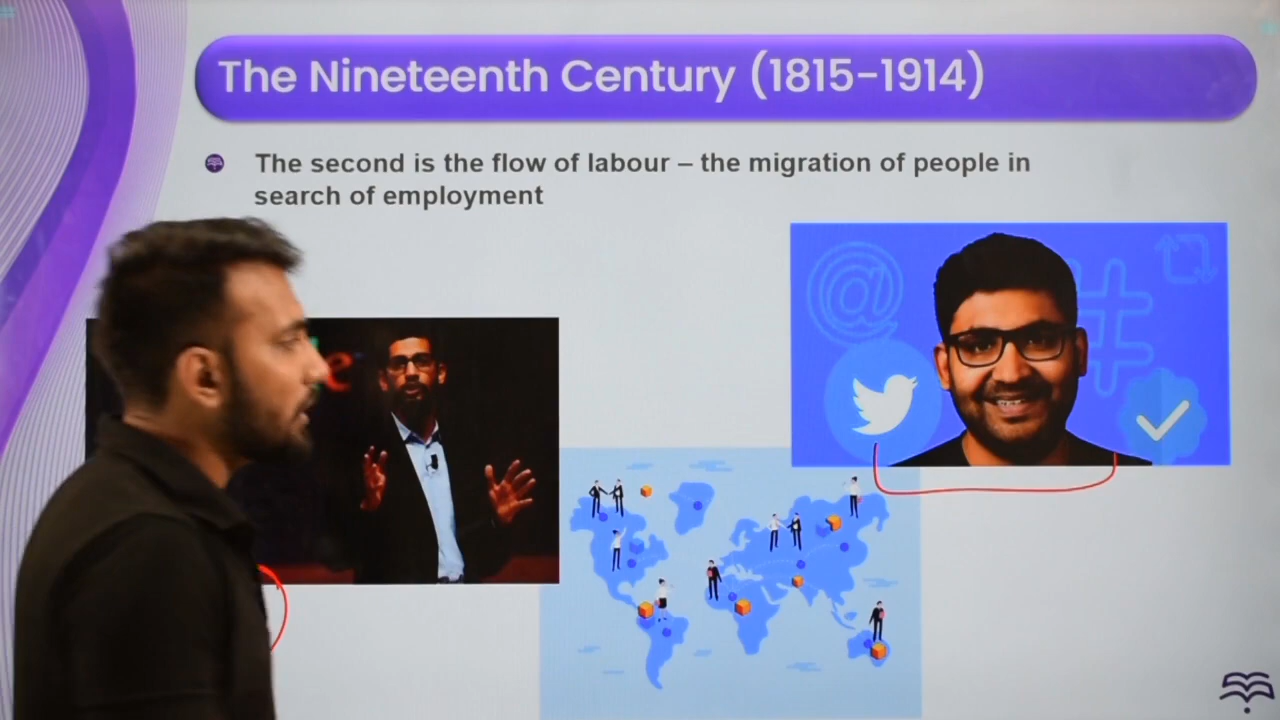 The Nineteenth Century (1815-1914)
The second is the flow of labour – the migration of people in
search of employment
@
#